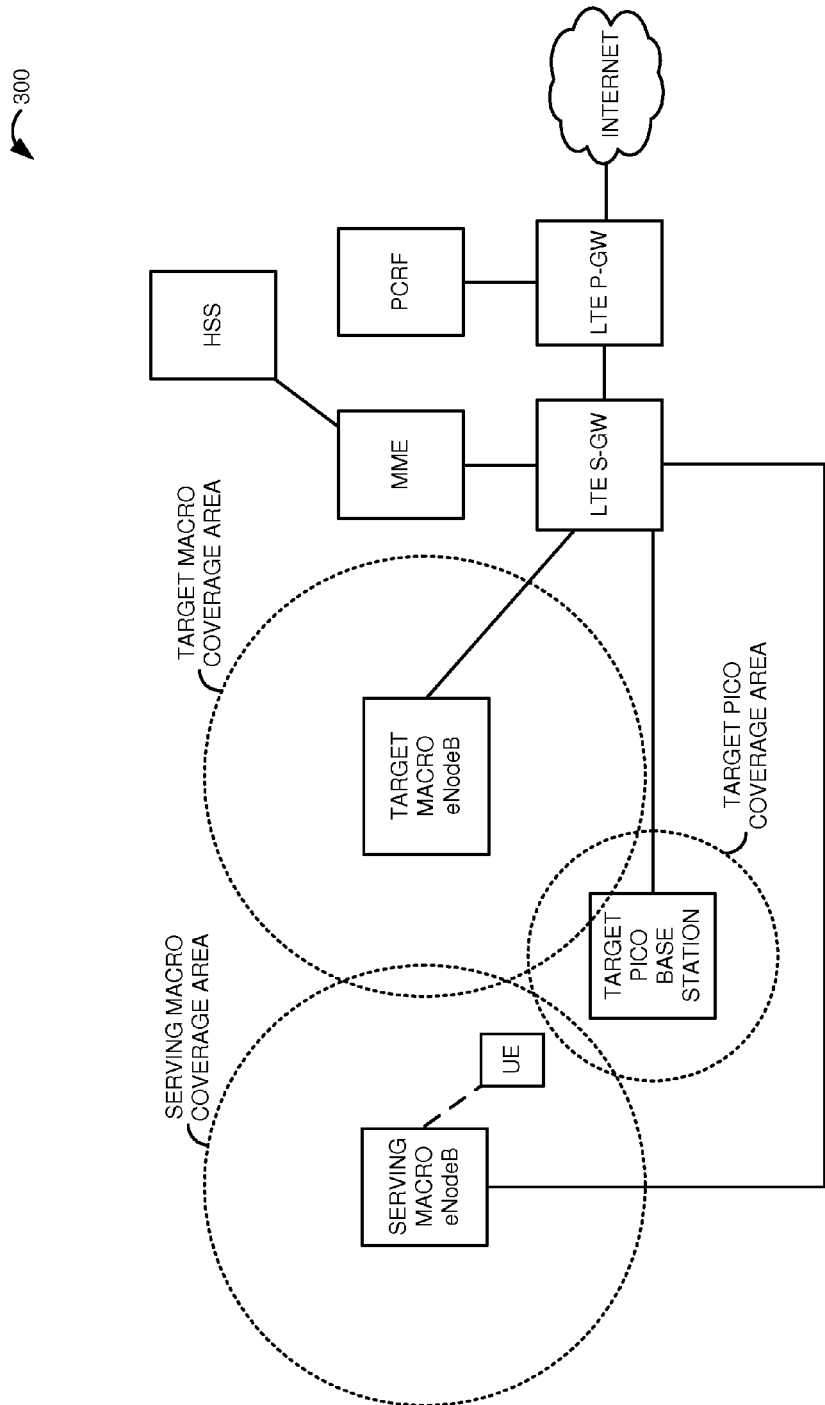 300
SERVING MACRO
COVERAGE AREA
TARGET MACRO
COVERAGE AREA
HSS
SERVING
MACRO
eNodeB
UE
TARGET
MACRO
eNodeB
MME
PCRF
TARGET
PICO
BASE
STATION
TARGET PICO
COVERAGE AREA
LTE S-GW
LTE P-GW
INTERNET